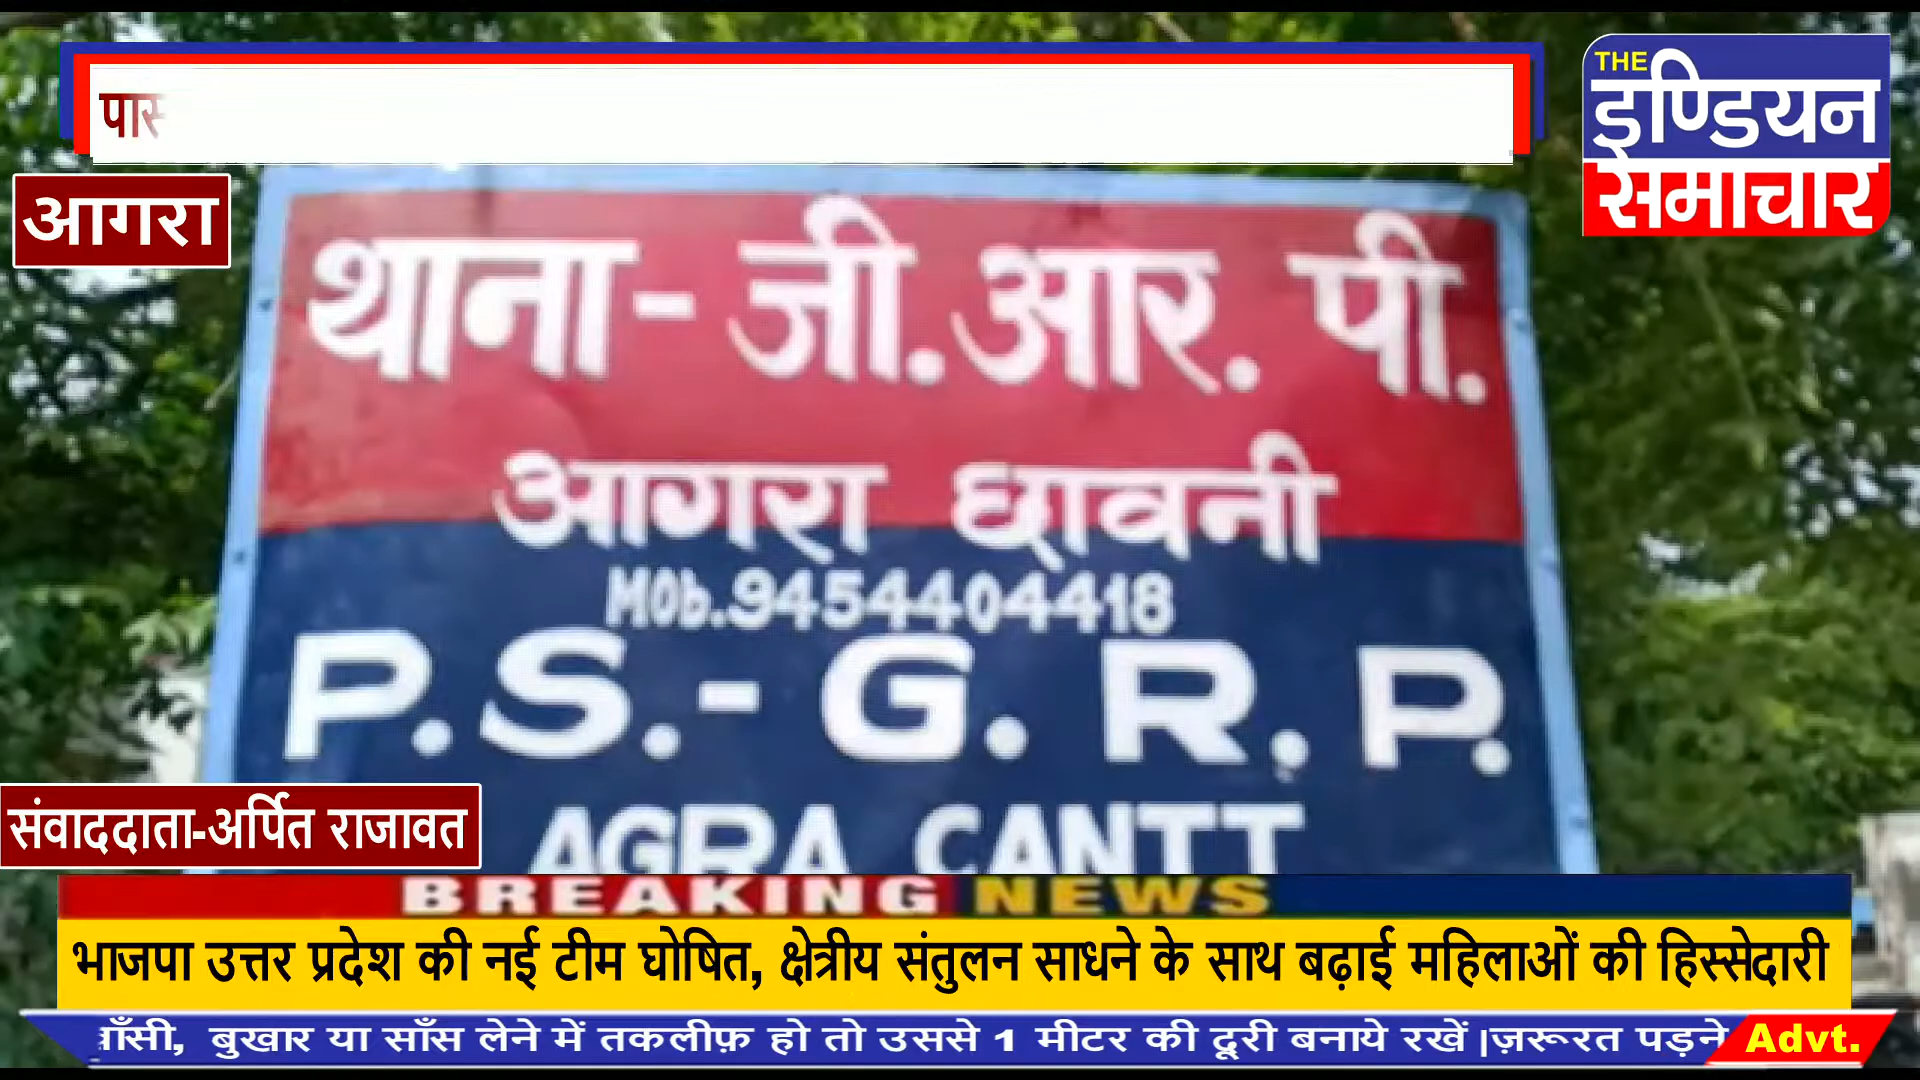 THE
इण्डियन
समाचार
आगरा
थाना- जी.आर. पी.
आगरा छावनी
MOb.9454404418
P.S.- G. R. P.
AGRA CANTT
संवाददाता-अर्पित राजावत
BREAKING NEWS
भाजपा उत्तर प्रदेश की नई टीम घोषित, क्षेत्रीय संतुलन साधने के साथ बढ़ाई महिलाओं की हिस्सेदारी
बुखार या साँस लेने में तकलीफ़ हो तो उससे 1 मीटर की दूरी बनाये रखें |ज़रूरत पड़ने
Advt.